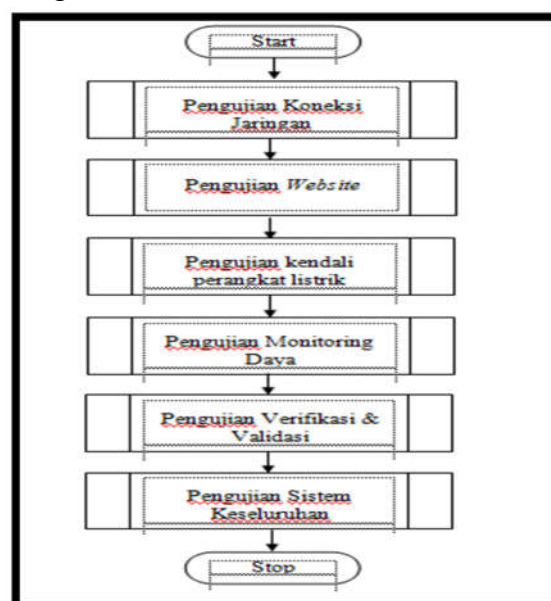 Start
Pengujian Koneksi
Jaringan
Pengujian Website
Pengujian kendali
perangkat listrik
Pengujian Monitoring
Daya
Pengujian Verifikasi &
Validasi
Pengujian Sistem
Keseluruhan
Stop